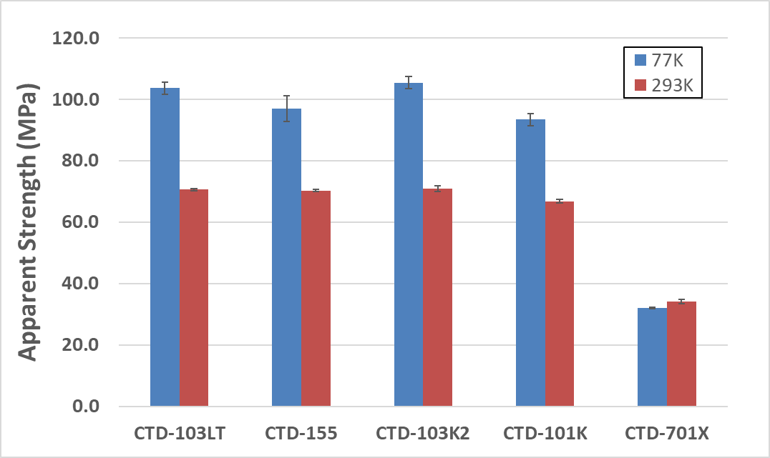 Apparent Strength (MPa)
120.0
100.0
80.0
60.0
40.0
20.0
0.0
77K
293K
CTD-103LT
CTD-155
CTD-103K2
CTD-101K
CTD-701X